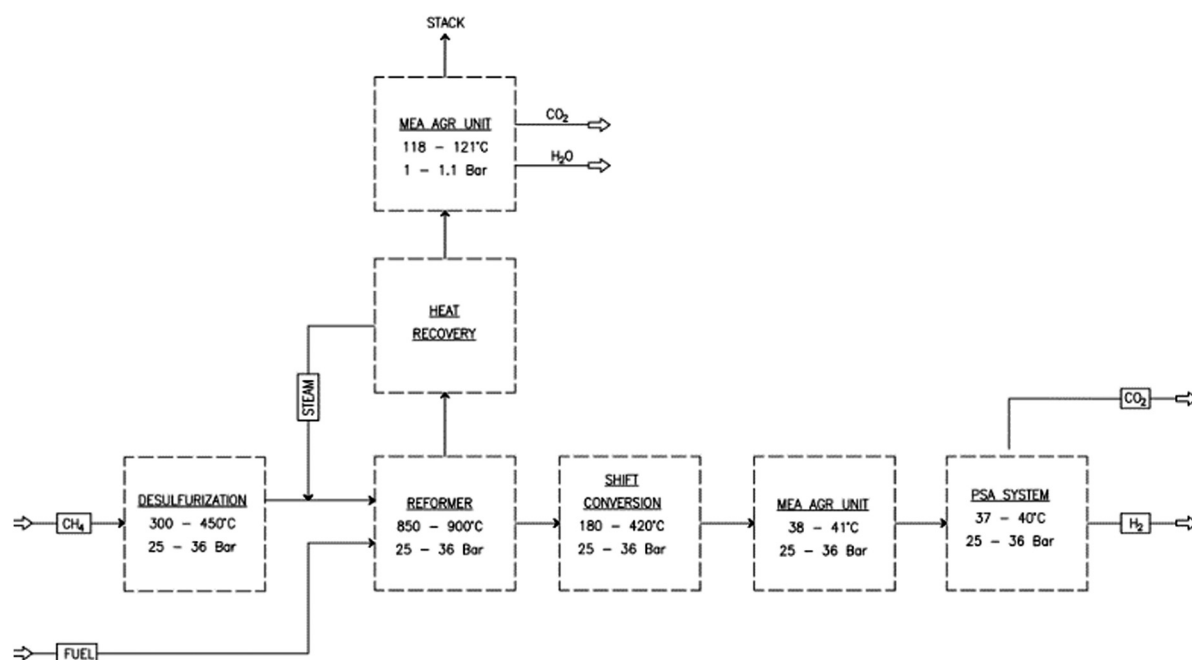 STACK
MEA AGR UNIT
118 – 121°C
1 – 1.1 Bar
CO₂
H₂O
HEAT
RECOVERY
STEAM
CH₄
DESULFURIZATION
300 – 450°C
25 – 36 Bar
REFORMER
850 – 900°C
25 – 36 Bar
SHIFT
CONVERSION
180 – 420°C
25 – 36 Bar
MEA AGR UNIT
38 – 41°C
25 – 36 Bar
PSA SYSTEM
37 – 40°C
25 – 36 Bar
CO₂
H₂
FUEL